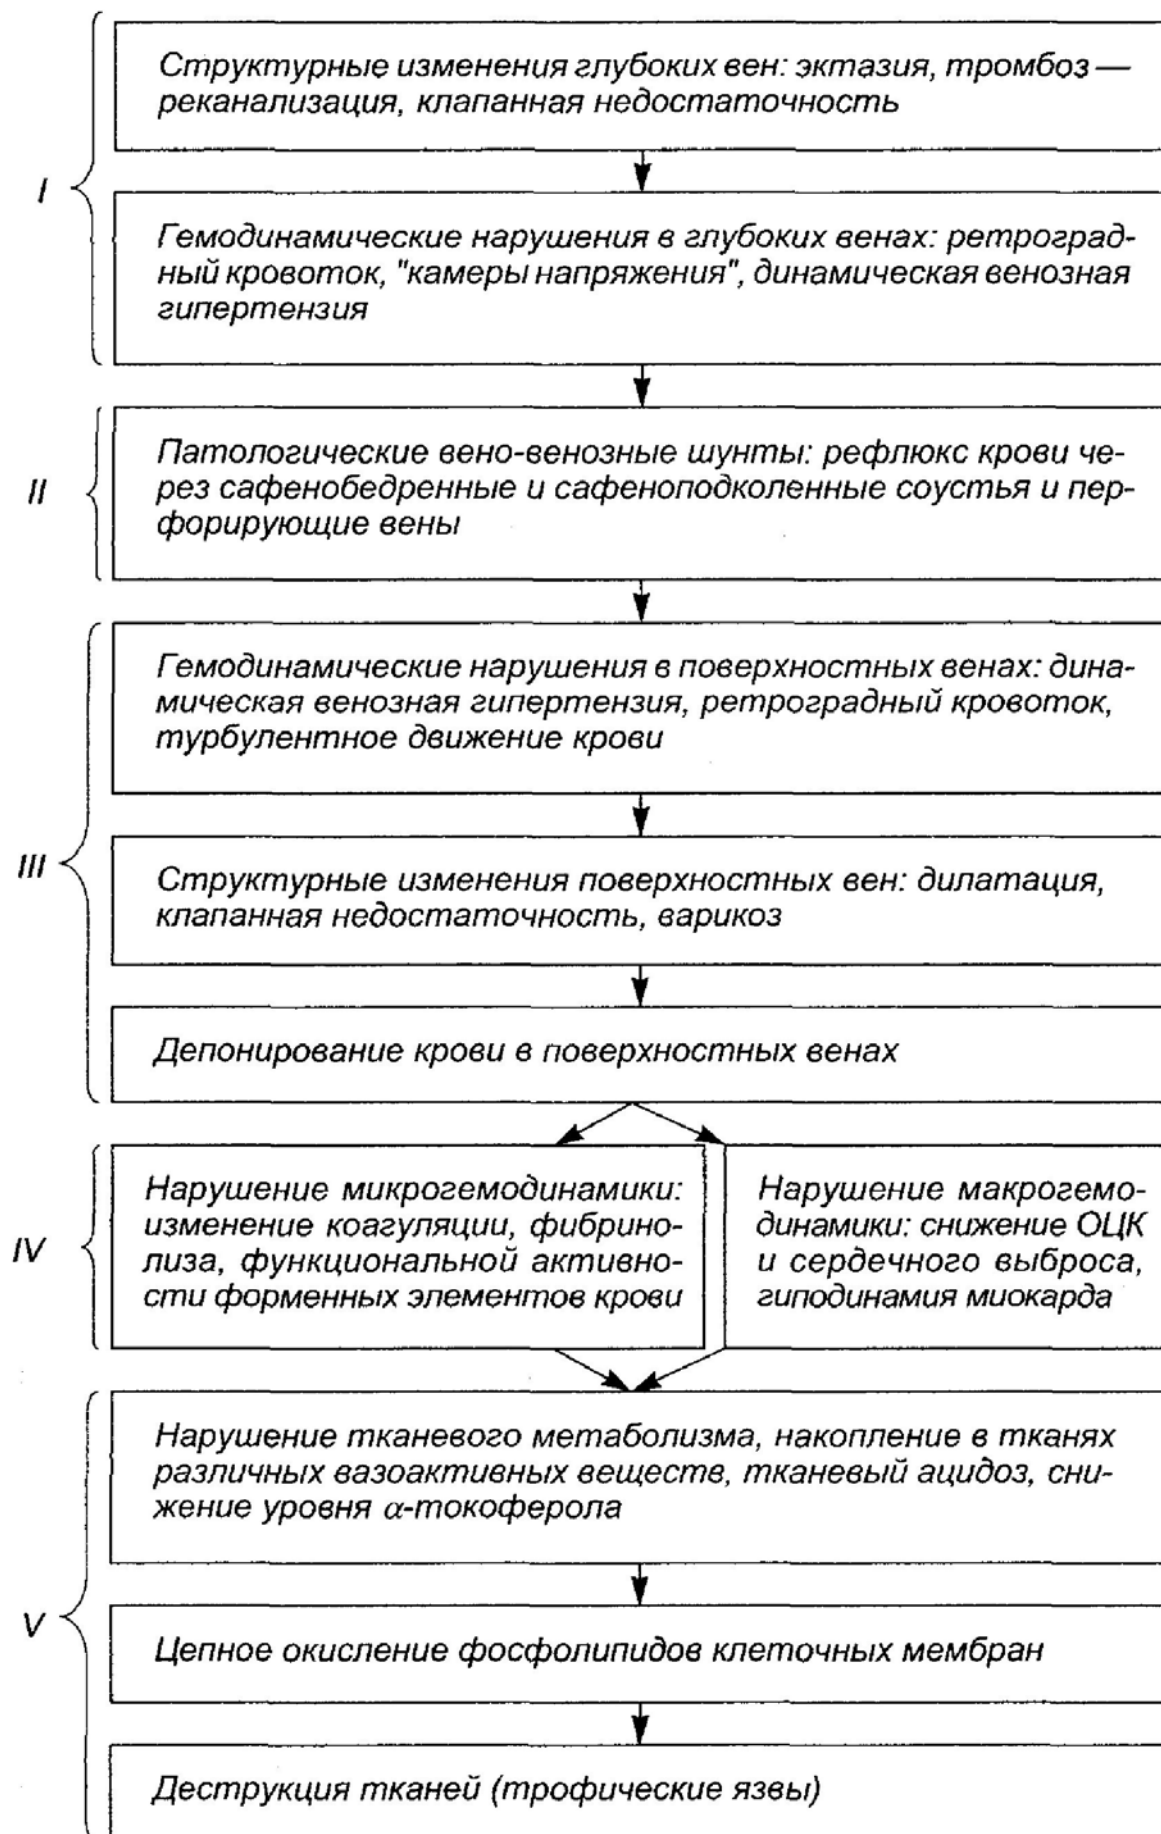 I
Структурные изменения глубоких вен: эктазия, тромбоз —
реканализация, клапанная недостаточность
Гемодинамические нарушения в глубоких венах: ретроград-
ный кровоток, "камеры напряжения", динамическая венозная
гипертензия
II
Патологические вено-венозные шунты: рефлюкс крови че-
рез сафенобедренные и сафеноподколенные соустья и пер-
форирующие вены
III
Гемодинамические нарушения в поверхностных венах: дина-
мическая венозная гипертензия, ретроградный кровоток,
турбулентное движение крови
Структурные изменения поверхностных вен: дилатация,
клапанная недостаточность, варикоз
Депонирование крови в поверхностных венах
IV
Нарушение микрогемодинамики:
изменение коагуляции, фибрино-
лиза, функциональной активно-
сти форменных элементов крови
Нарушение макрогемо-
динамики: снижение ОЦК
и сердечного выброса,
гиподинамия миокарда
V
Нарушение тканевого метаболизма, накопление в тканях
различных вазоактивных веществ, тканевый ацидоз, сни-
жение уровня α-токоферола
Цепное окисление фосфолипидов клеточных мембран
Деструкция тканей (трофические язвы)